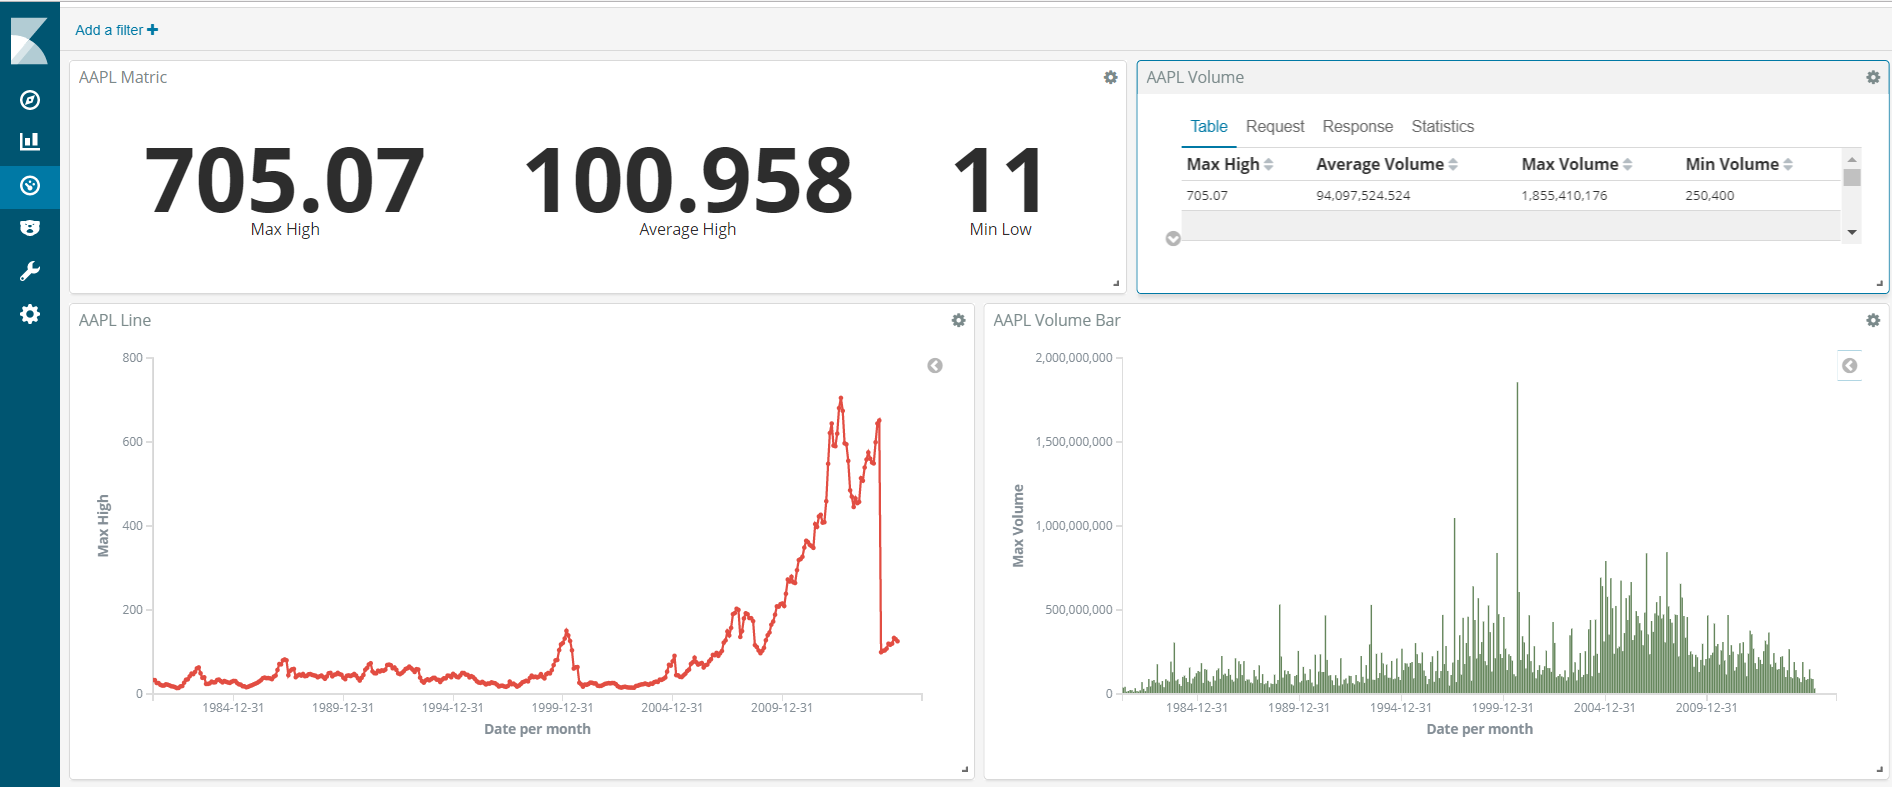 Add a filter
AAPL Matric
705.07
Max High
100.958
Average High
11
Min Low
AAPL Volume
Table Request Response Statistics
Max High Average Volume Max Volume Min Volume
705.07 94,097,524.524 1,855,410,176 250,400
AAPL Line
800
600
400
200
0
Max High
1984-12-31 1989-12-31 1994-12-31 1999-12-31 2004-12-31 2009-12-31
Date per month
AAPL Volume Bar
2,000,000,000
1,500,000,000
1,000,000,000
500,000,000
0
Max Volume
1984-12-31 1989-12-31 1994-12-31 1999-12-31 2004-12-31 2009-12-31
Date per month